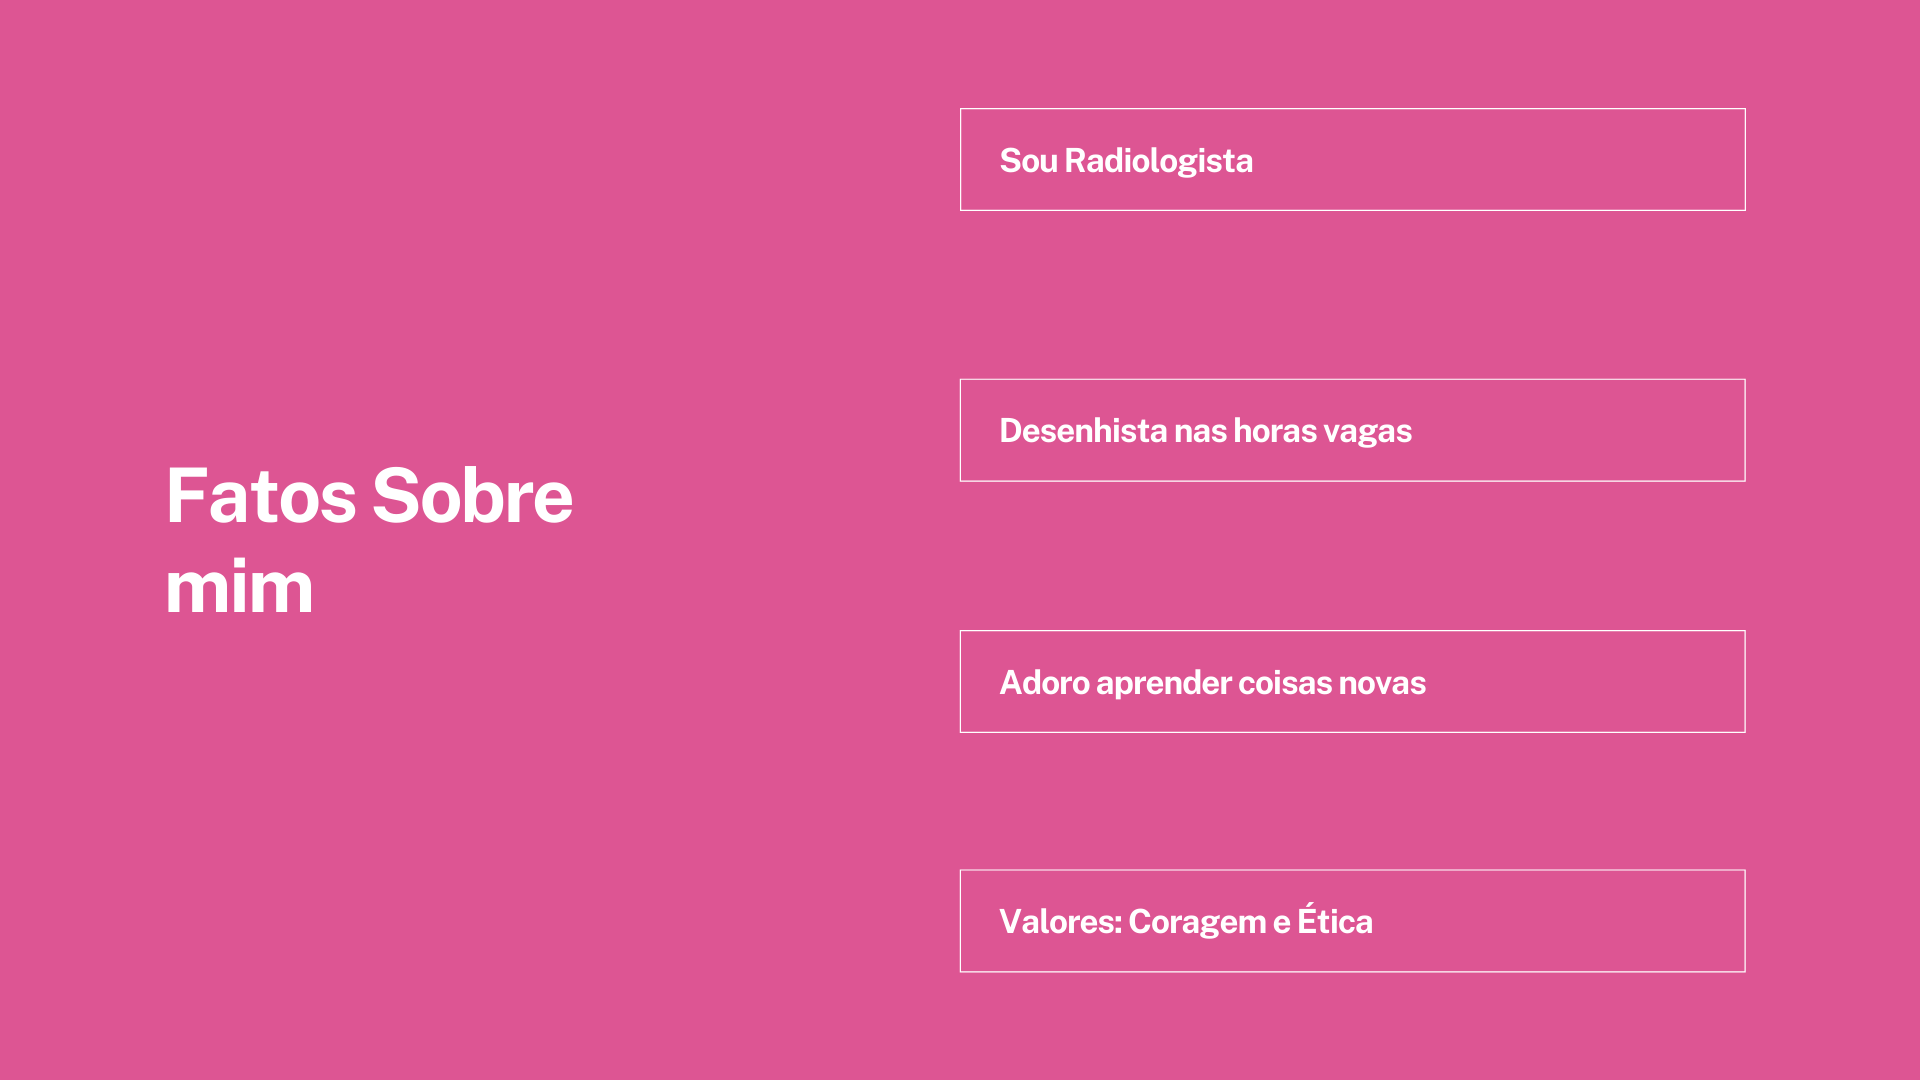 Fatos Sobre
mim
Sou Radiologista
Desenhista nas horas vagas
Adoro aprender coisas novas
Valores: Coragem e Ética